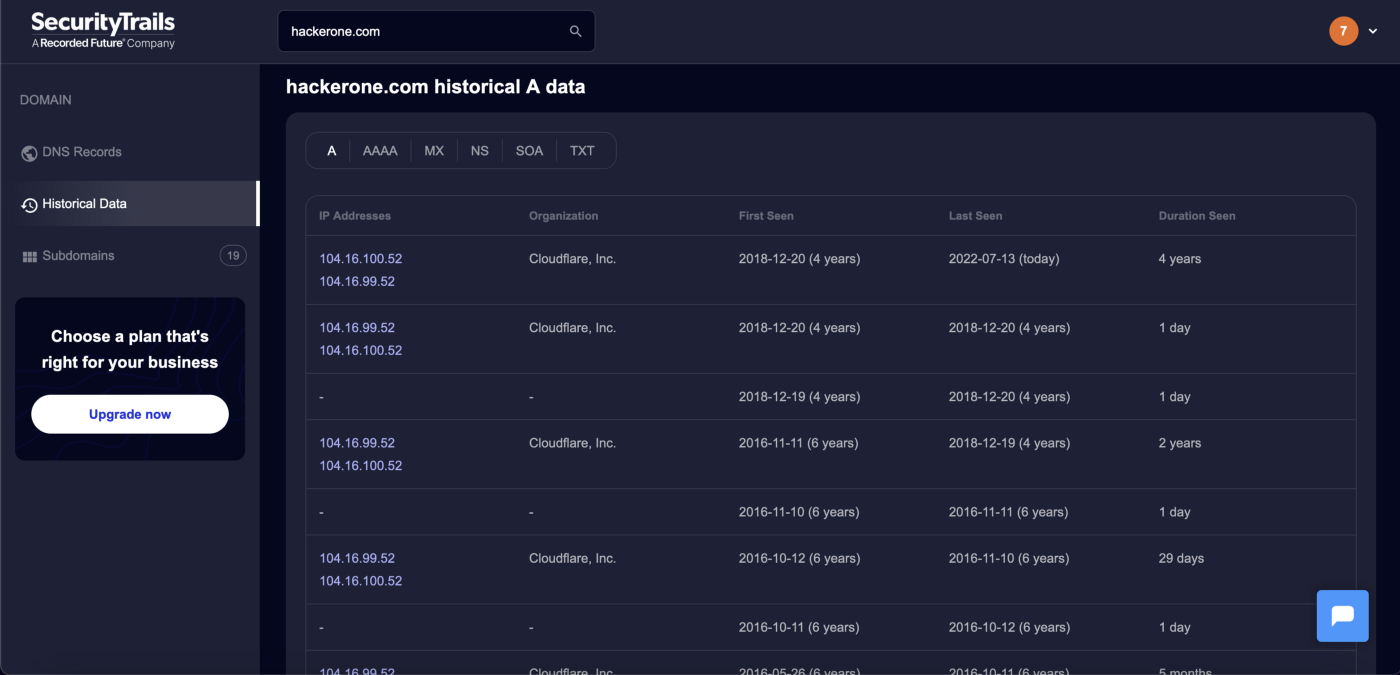 SecurityTrails
A Recorded Future® Company
hackerone.com
7
DOMAIN
DNS Records
Historical Data
Subdomains 19
Choose a plan that's
right for your business
Upgrade now
hackerone.com historical A data
A AAAA MX NS SOA TXT
IP Addresses Organization First Seen Last Seen Duration Seen
104.16.100.52 Cloudflare, Inc. 2018-12-20 (4 years) 2022-07-13 (today) 4 years
104.16.99.52
104.16.99.52 Cloudflare, Inc. 2018-12-20 (4 years) 2018-12-20 (4 years) 1 day
104.16.100.52
- - 2018-12-19 (4 years) 2018-12-20 (4 years) 1 day
104.16.99.52 Cloudflare, Inc. 2016-11-11 (6 years) 2018-12-19 (4 years) 2 years
104.16.100.52
- - 2016-11-10 (6 years) 2016-11-11 (6 years) 1 day
104.16.99.52 Cloudflare, Inc. 2016-10-12 (6 years) 2016-11-10 (6 years) 29 days
104.16.100.52
- - 2016-10-11 (6 years) 2016-10-12 (6 years) 1 day
104.16.99.52 Cloudflare, Inc. 2016-05-26 (6 years) 2016-10-11 (6 years) 5 months